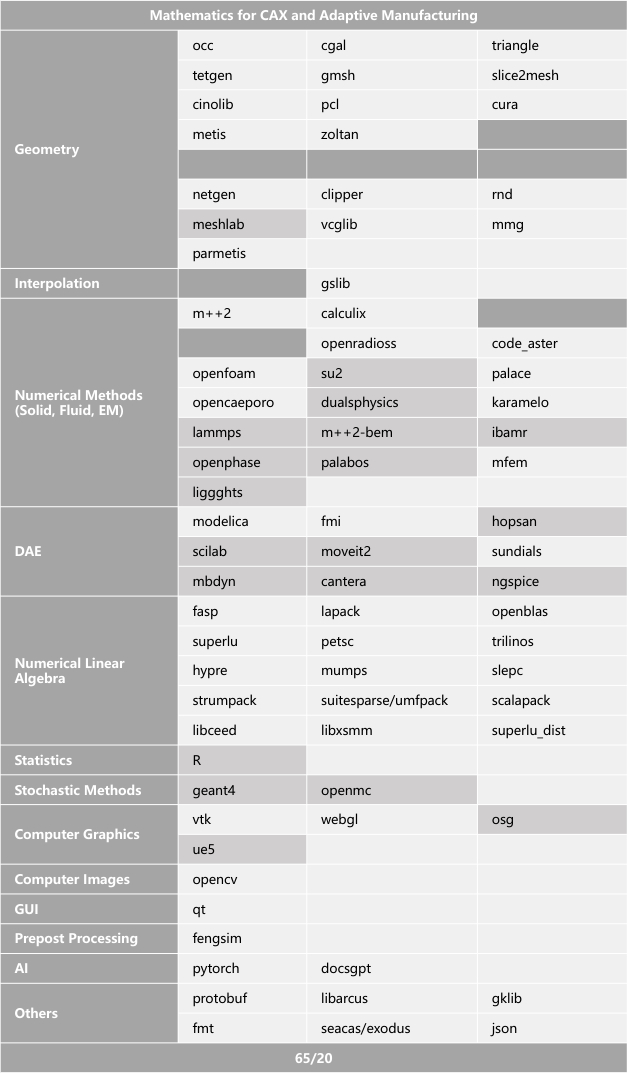 Mathematics for CAX and Adaptive Manufacturing
Geometry
occ cgal triangle
tetgen gmsh slice2mesh
cinolib pcl cura
metis zoltan
netgen clipper rnd
meshlab vcglib mmg
parmetis
Interpolation
gslib
Numerical Methods
(Solid, Fluid, EM)
m++2 calculix
openradioss code_aster
openfoam su2 palace
opencaeporo dualsphysics karamelo
lammps m++2-bem ibamr
openphase palabos mfem
liggghts
DAE
modelica fmi hopsan
scilab moveit2 sundials
mbdyn cantera ngspice
Numerical Linear
Algebra
fasp lapack openblas
superlu petsc trilinos
hypre mumps slepc
strumpack suitesparse/umfpack scalapack
libceed libxsmm superlu_dist
Statistics R
Stochastic Methods geant4 openmc
Computer Graphics
vtk webgl osg
ue5
Computer Images opencv
GUI qt
Prepost Processing fengsim
AI pytorch docsgpt
Others
protobuf libarcus gklib
fmt seacas/exodus json
65/20